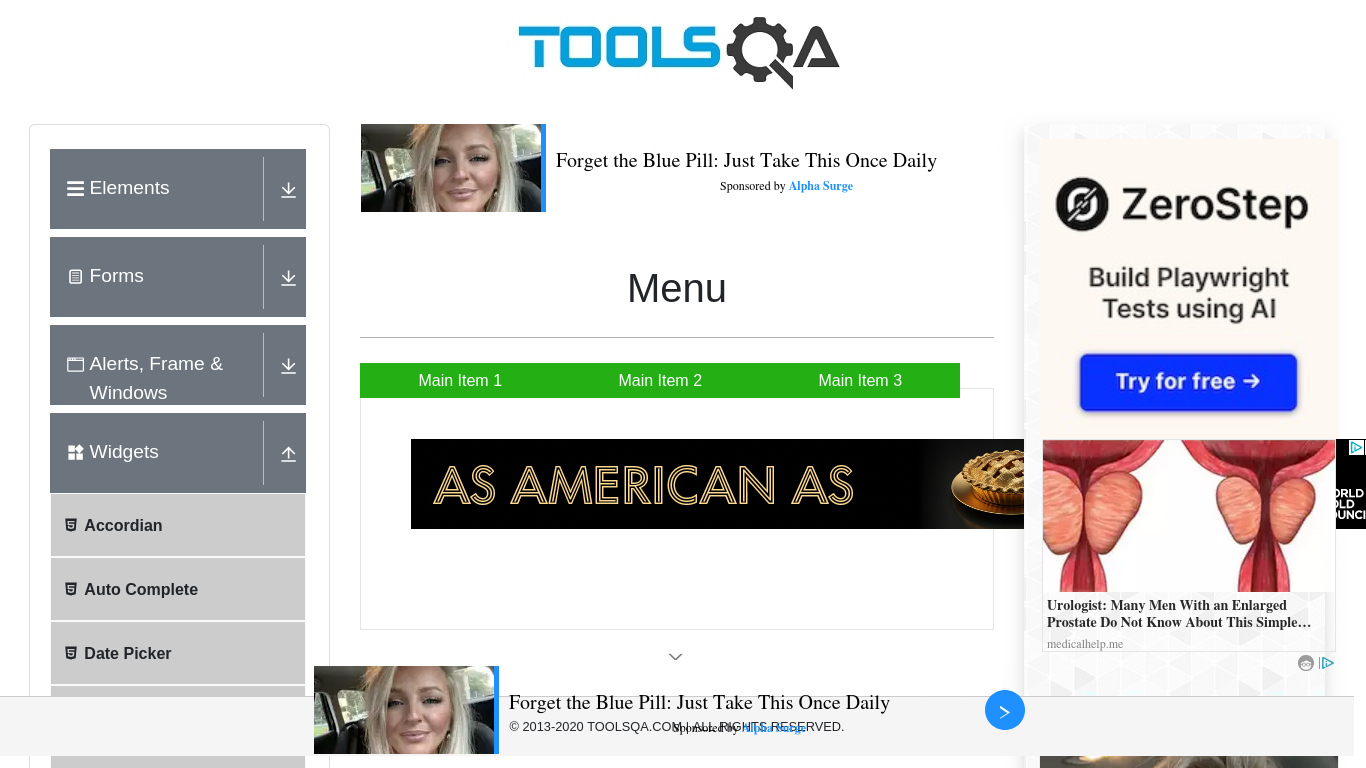 TOOLSQA
Elements
Forms
Alerts, Frame &
Windows
Widgets
Accordian
Auto Complete
Date Picker
Forget the Blue Pill: Just Take This Once Daily
Sponsored by Alpha Surge
Menu
Main Item 1
Main Item 2
Main Item 3
AS AMERICAN AS
ZeroStep
Build Playwright
Tests using AI
Try for free →
ORLD
OLD
OUNCI
Urologist: Many Men With an Enlarged
Prostate Do Not Know About This Simple…
medicalhelp.me
Forget the Blue Pill: Just Take This Once Daily
© 2013-2020 TOOLSQA.COM | ALL RIGHTS RESERVED.
Sponsored by Alpha Surge